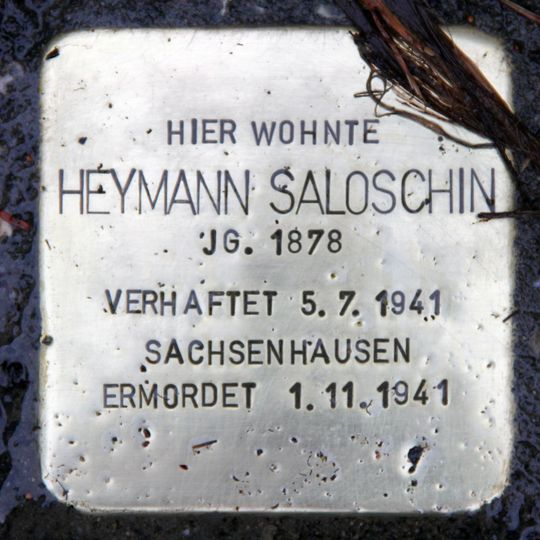 HIER WOHNTE
HEYMANN SALOSCHIN
JG. 1878
VERHAFTET 5.7.1941
SACHSENHAUSEN
ERMORDET 1.11.1941